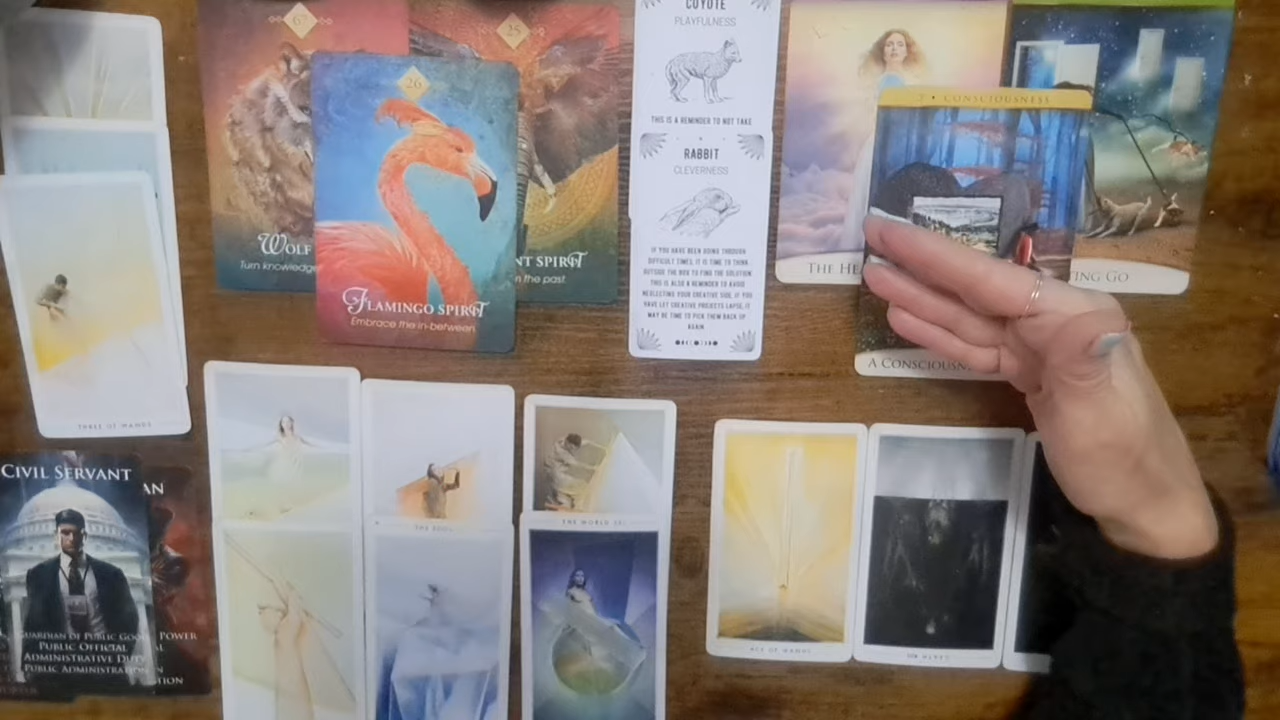 67
25
26
WOLF
Turn knowledge
NT SPIRIT
n the past.
FLAMINGO SPIRIT
Embrace the in-between
COYOTE
PLAYFULNESS
THIS IS A REMINDER TO NOT TAKE
RABBIT
CLEVERNESS
IF YOU HAVE BEEN GOING THROUGH
DIFFICULT TIMES, IT IS TIME TO THINK
OUTSIDE THE BOX TO FIND THE SOLUTION.
THIS IS ALSO A REMINDER TO AVOID
NEGLECTING YOUR CREATIVE SIDE. IF YOU
HAVE LET CREATIVE PROJECTS LAPSE, IT
MAY BE TIME TO PICK THEM BACK UP
AGAIN
THE HE
CONSCIOUSNESS
TING GO
A CONSCIOUSN
THREE OF WANDS
CIVIL SERVANT
AN
GUARDIAN OF PUBLIC GOOD
POWER
PUBLIC OFFICIAL
ADMINISTRATIVE DUTY
PUBLIC ADMINISTRATION
THE FOOL
THE WORLD XXI
ACE OF WANDS